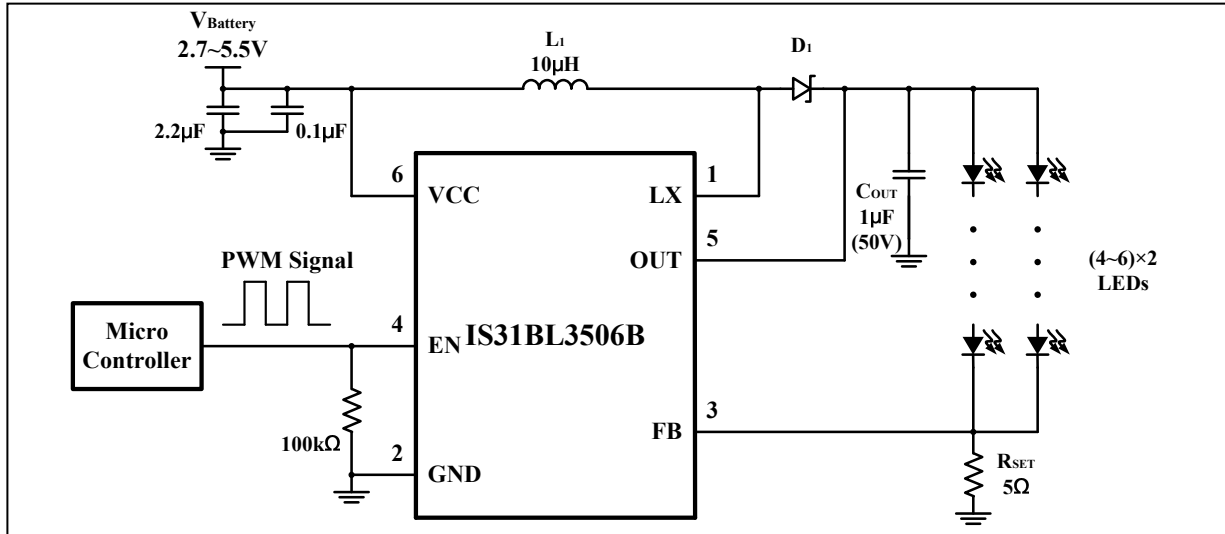 VBattery
2.7~5.5V
2.2µF
0.1µF
L1
10µH
D1
6
VCC
1
LX
5
OUT
COUT
1µF
(50V)
(4~6)×2
LEDs
PWM Signal
Micro
Controller
4
EN
IS31BL3506B
100kΩ
2
GND
3
FB
RSET
5Ω